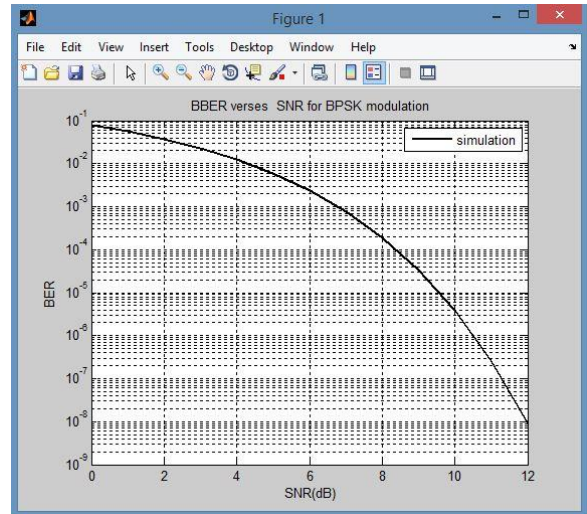 Figure 1
File Edit View Insert Tools Desktop Window Help
BBER verses SNR for BPSK modulation
simulation
10^-1
10^-2
10^-3
10^-4
10^-5
10^-6
10^-7
10^-8
10^-9
BER
0 2 4 6 8 10 12
SNR(dB)